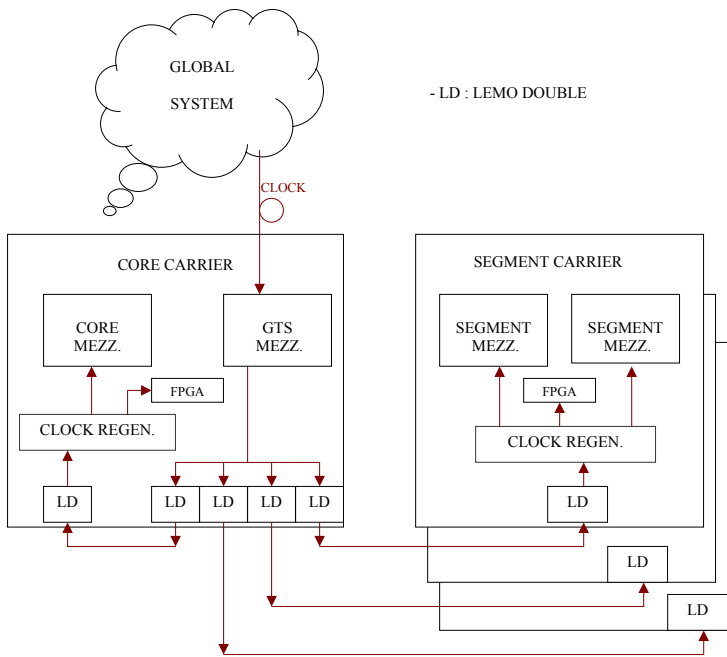 GLOBAL
SYSTEM
- LD : LEMO DOUBLE
CLOCK
CORE CARRIER
CORE
MEZZ.
GTS
MEZZ.
FPGA
CLOCK REGEN.
LD
LD
LD
LD
LD
SEGMENT CARRIER
SEGMENT
MEZZ.
SEGMENT
MEZZ.
FPGA
CLOCK REGEN.
LD
LD
LD